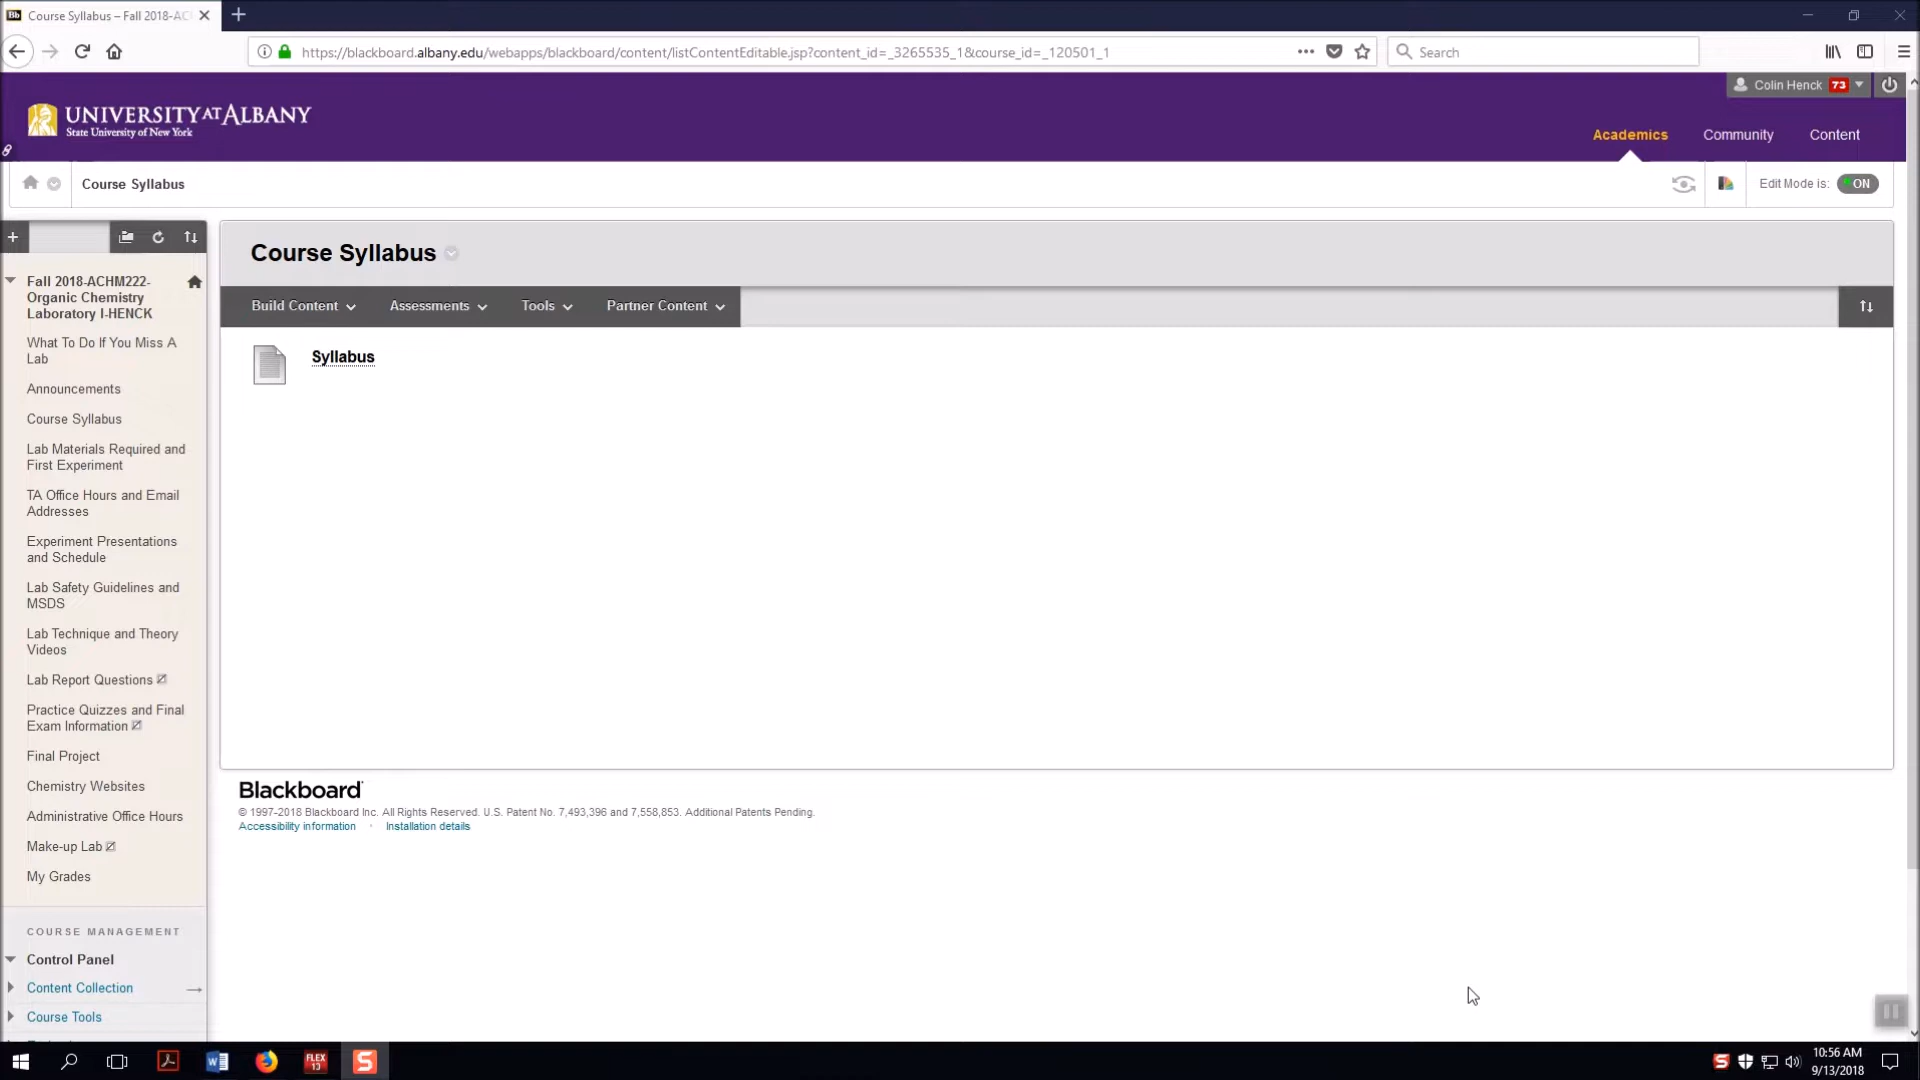 Course Syllabus – Fall 2018-AC
https://blackboard.albany.edu/webapps/blackboard/content/listContentEditable.jsp?content_id=_3265535_1&course_id=_120501_1
Search
Colin Henck 73
UNIVERSITY AT ALBANY
State University of New York
Academics Community Content
Course Syllabus
Edit Mode is: ON
Course Syllabus
Build Content Assessments Tools Partner Content
Syllabus
Fall 2018-ACHM222-
Organic Chemistry
Laboratory I-HENCK
What To Do If You Miss A
Lab
Announcements
Course Syllabus
Lab Materials Required and
First Experiment
TA Office Hours and Email
Addresses
Experiment Presentations
and Schedule
Lab Safety Guidelines and
MSDS
Lab Technique and Theory
Videos
Lab Report Questions
Practice Quizzes and Final
Exam Information
Final Project
Chemistry Websites
Administrative Office Hours
Make-up Lab
My Grades
COURSE MANAGEMENT
Control Panel
Content Collection
Course Tools
Blackboard
© 1997-2018 Blackboard Inc. All Rights Reserved. U.S. Patent No. 7,493,396 and 7,558,853. Additional Patents Pending.
Accessibility information · Installation details
FLEX
13
10:56 AM
9/13/2018